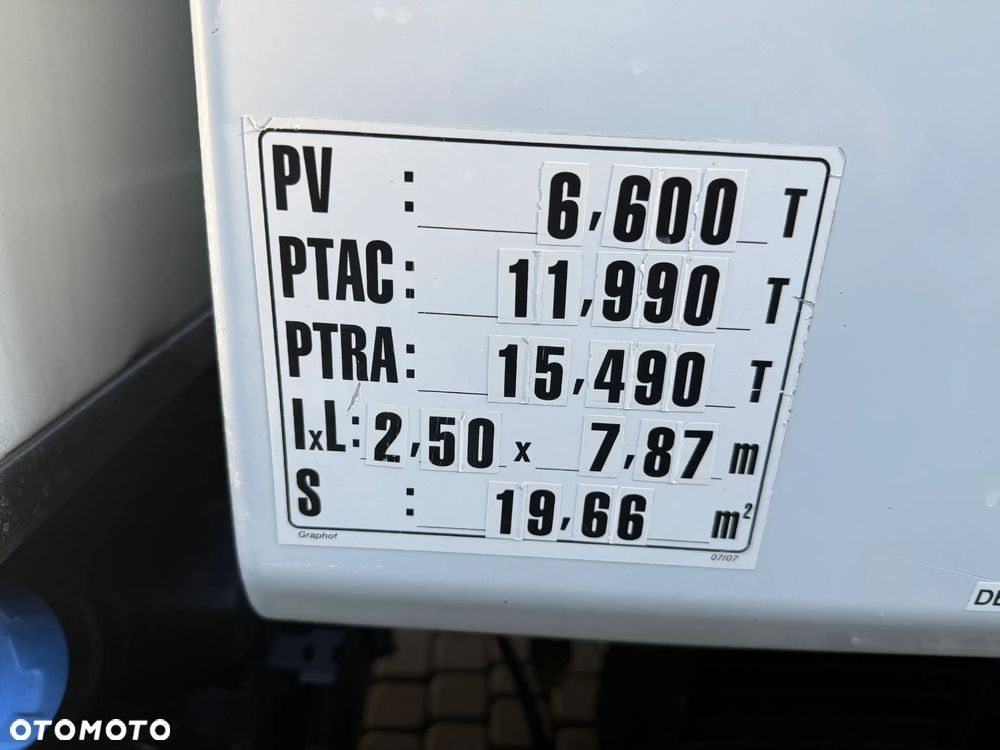 PV : 6,600 T
PTAC : 11,990 T
PTRA : 15,490 T
lxL : 2,50 x 7,87 m
S : 19,66 m²
Graphot 07/07
DE
OTOMOTO